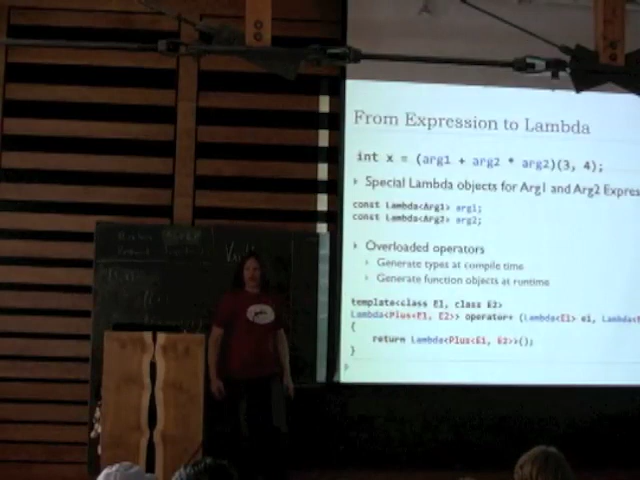 From Expression to Lambda
int x = (arg1 + arg2 * arg2)(3, 4);
Special Lambda objects for Arg1 and Arg2 Expres
const Lambda<Arg1> arg1;
const Lambda<Arg2> arg2;
Overloaded operators
Generate types at compile time
Generate function objects at runtime
template<class E1, class E2>
Lambda<Plus<E1, E2>> operator+ (Lambda<E1> e1, Lambda<
{
return Lambda<Plus<E1, E2>>();
}